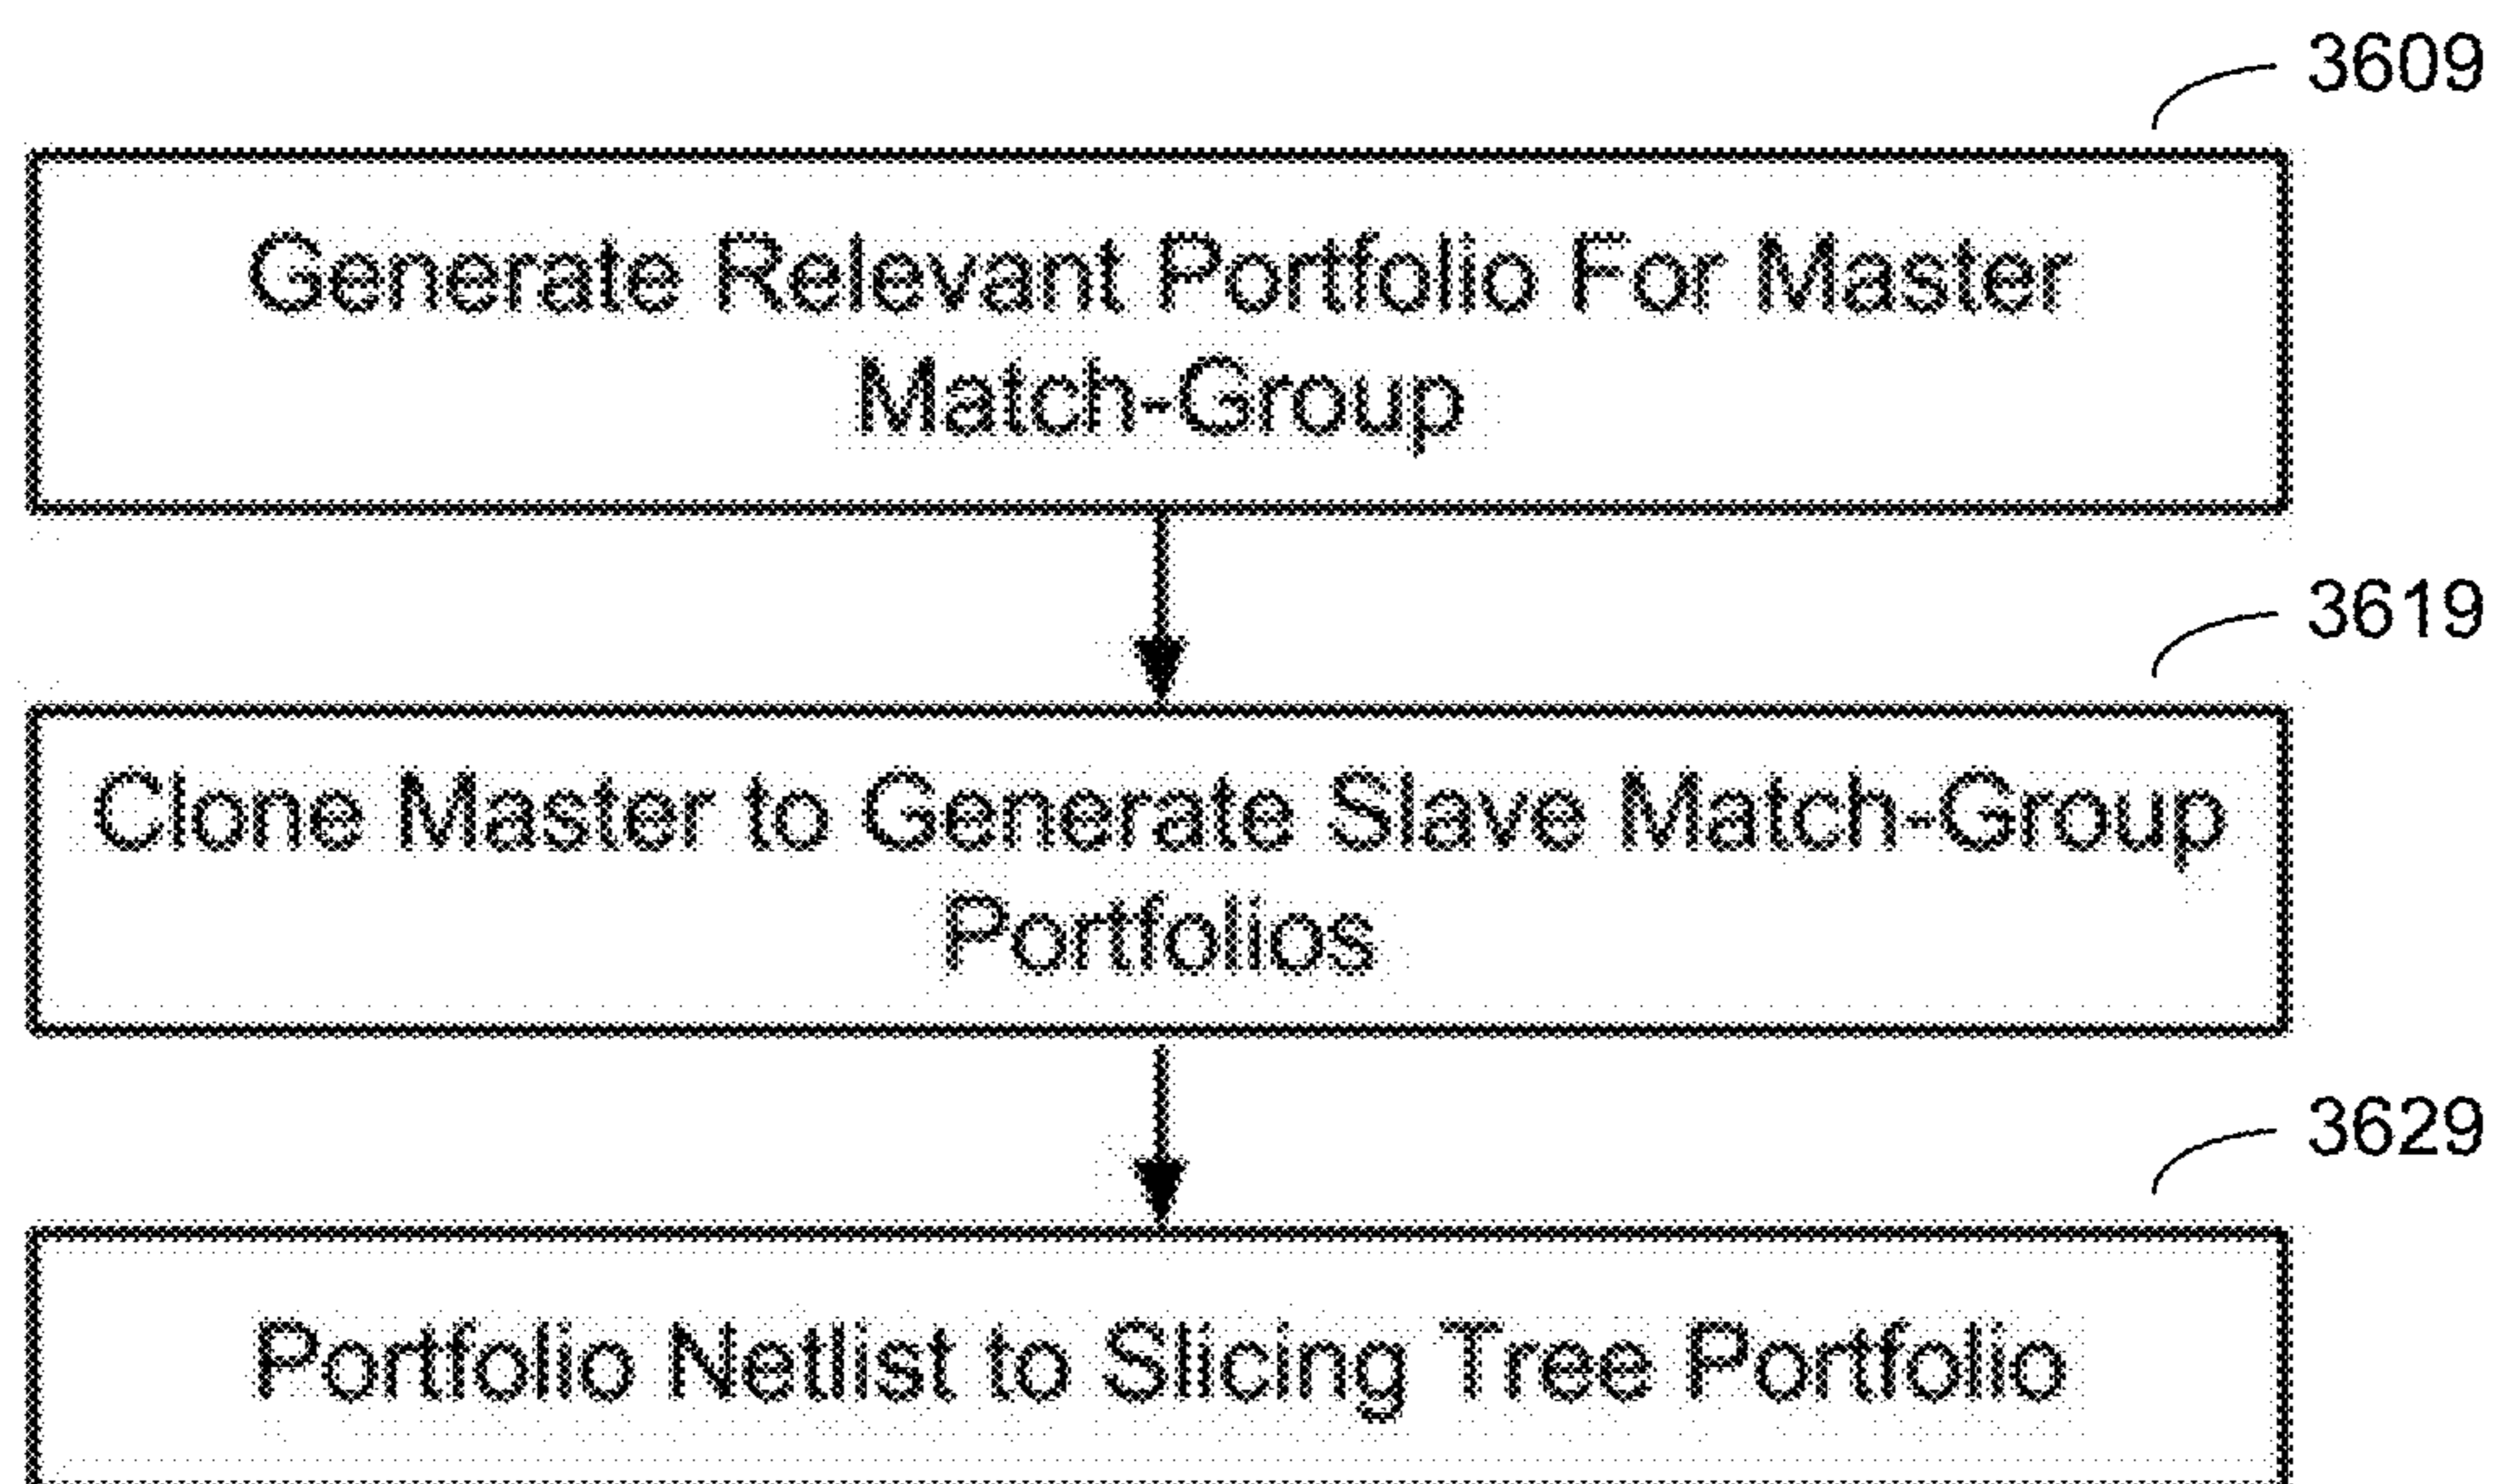 3609
Generate Relevant Portfolio For Master
Match-Group
3619
Clone Master to Generate Slave Match-Group
Portfolios
3629
Portfolio Netlist to Slicing Tree Portfolio